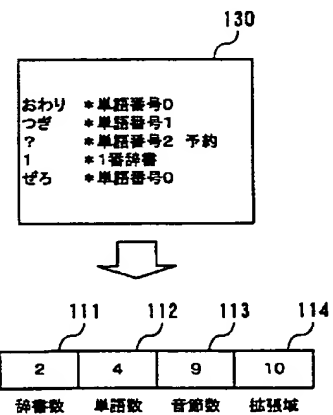 130
おわり *単語番号0
つぎ *単語番号1
? *単語番号2 予約
1 *1番辞書
ぜろ *単語番号0
111 112 113 114
2 4 9 10
辞書数 単語数 音節数 拡張域